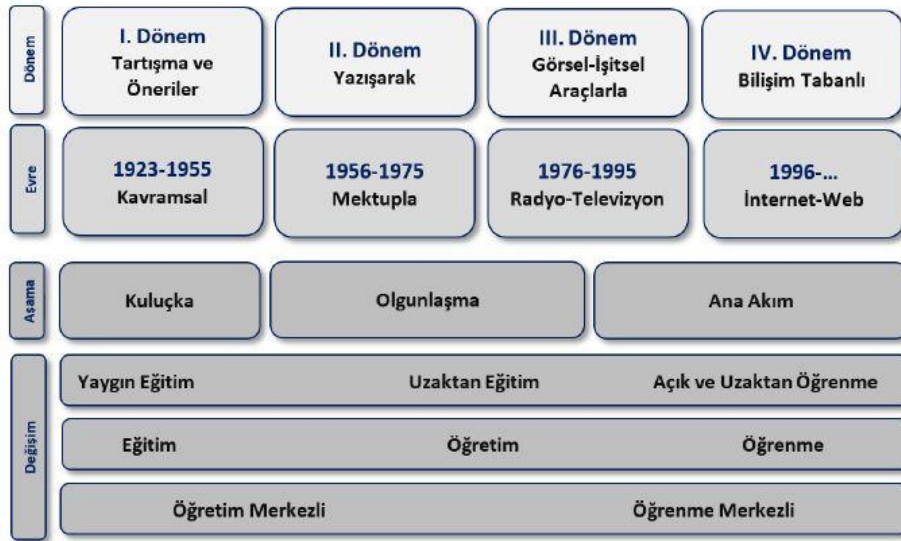 Dönem
I. Dönem
Tartışma ve
Öneriler
II. Dönem
Yazışarak
III. Dönem
Görsel-İşitsel
Araçlarla
IV. Dönem
Bilişim Tabanlı
Evre
1923-1955
Kavramsal
1956-1975
Mektupla
1976-1995
Radyo-Televizyon
1996-...
İnternet-Web
Aşama
Kuluçka
Olgunlaşma
Ana Akım
Değişim
Yaygın Eğitim
Uzaktan Eğitim
Açık ve Uzaktan Öğrenme
Eğitim
Öğretim
Öğrenme
Öğretim Merkezli
Öğrenme Merkezli